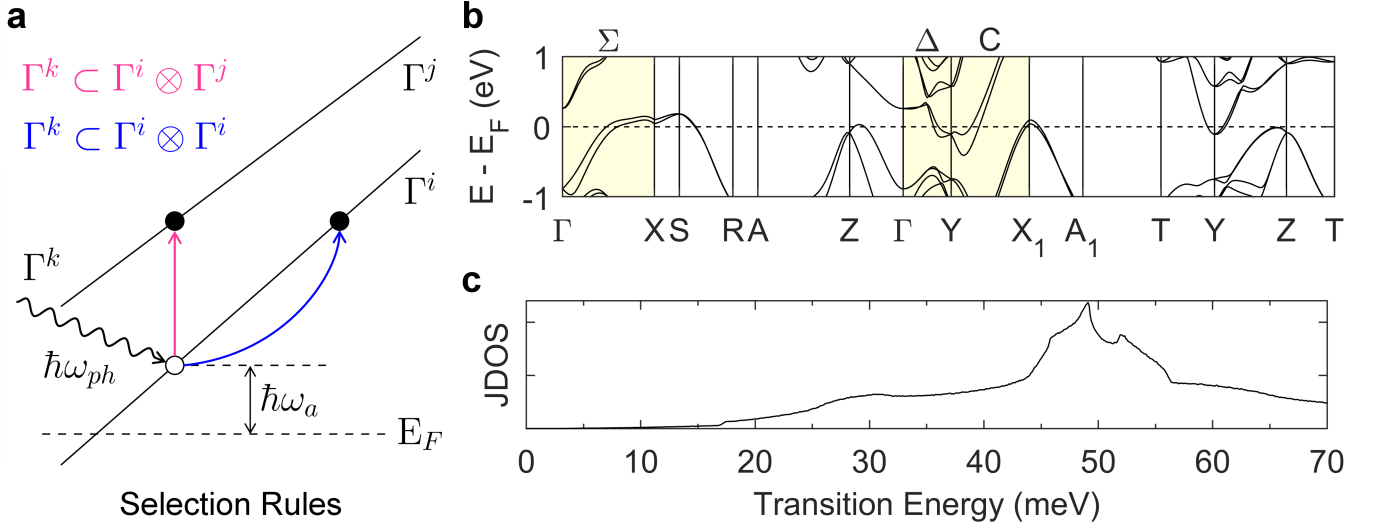 a
Γ^k ⊂ Γ^i ⊗ Γ^j
Γ^k ⊂ Γ^i ⊗ Γ^i
Γ^j
Γ^i
Γ^k
ħω_ph
ħω_a
E_F
Selection Rules
b
Σ Δ C
E - E_F (eV)
1
0
-1
Γ X S R A Z Γ Y X_1 A_1 T Y Z T
c
JDOS
0 10 20 30 40 50 60 70
Transition Energy (meV)